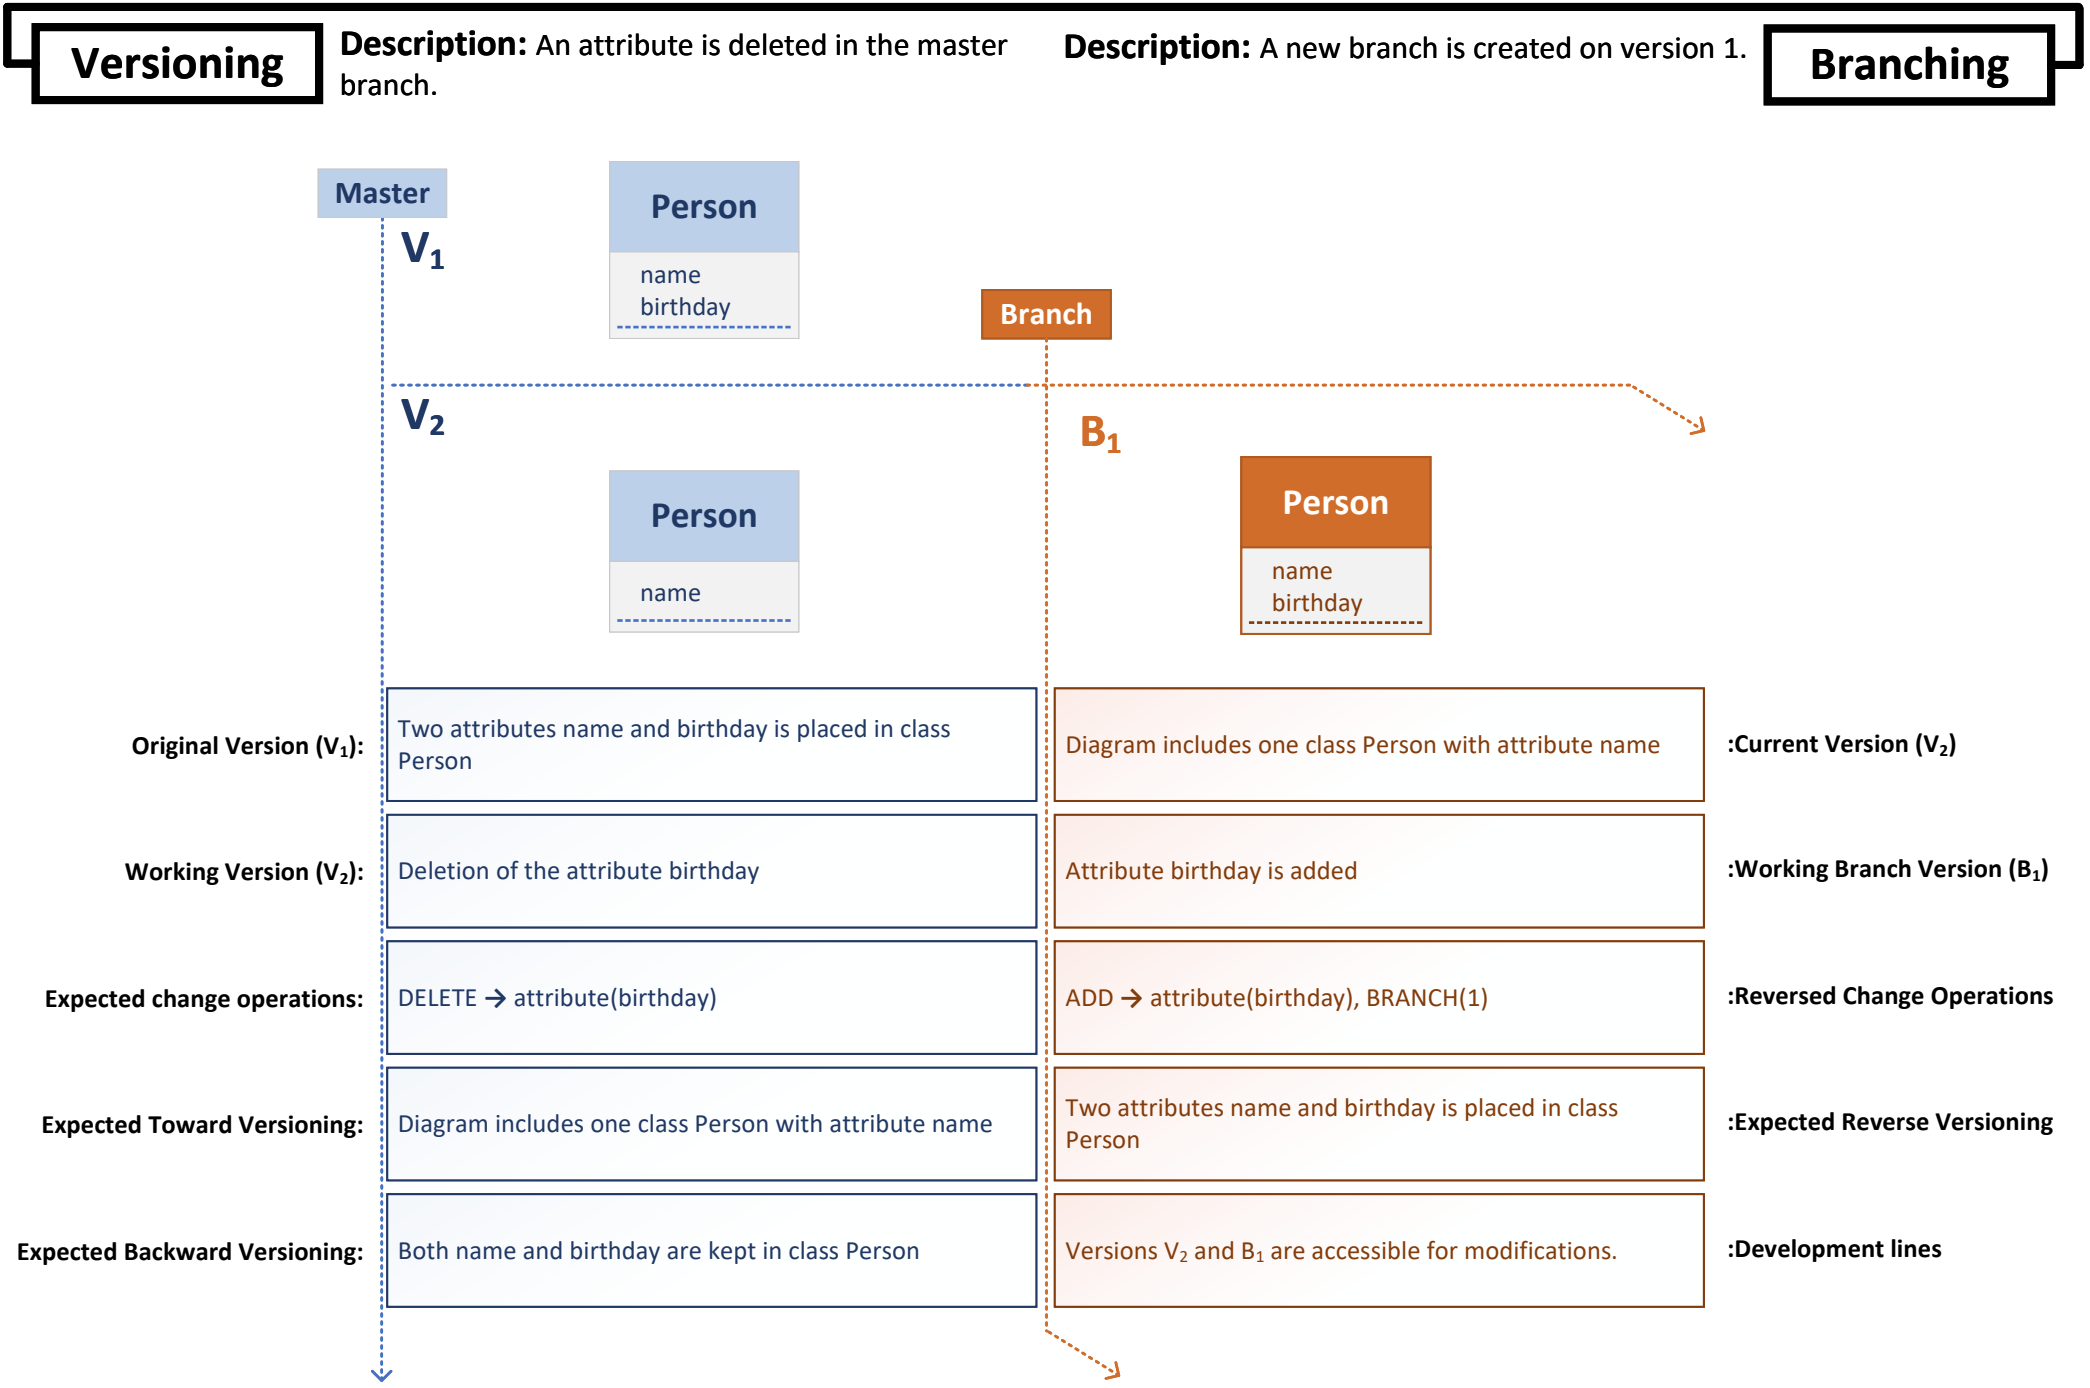 Versioning
Description: An attribute is deleted in the master
branch.
Description: A new branch is created on version 1.
Branching
Master
V₁
Person
name
birthday
Branch
V₂
B₁
Person
name
Person
name
birthday
Original Version (V₁):
Two attributes name and birthday is placed in class
Person
Diagram includes one class Person with attribute name
:Current Version (V₂)
Working Version (V₂):
Deletion of the attribute birthday
Attribute birthday is added
:Working Branch Version (B₁)
Expected change operations:
DELETE → attribute(birthday)
ADD → attribute(birthday), BRANCH(1)
:Reversed Change Operations
Expected Toward Versioning:
Diagram includes one class Person with attribute name
Two attributes name and birthday is placed in class
Person
:Expected Reverse Versioning
Expected Backward Versioning:
Both name and birthday are kept in class Person
Versions V₂ and B₁ are accessible for modifications.
:Development lines